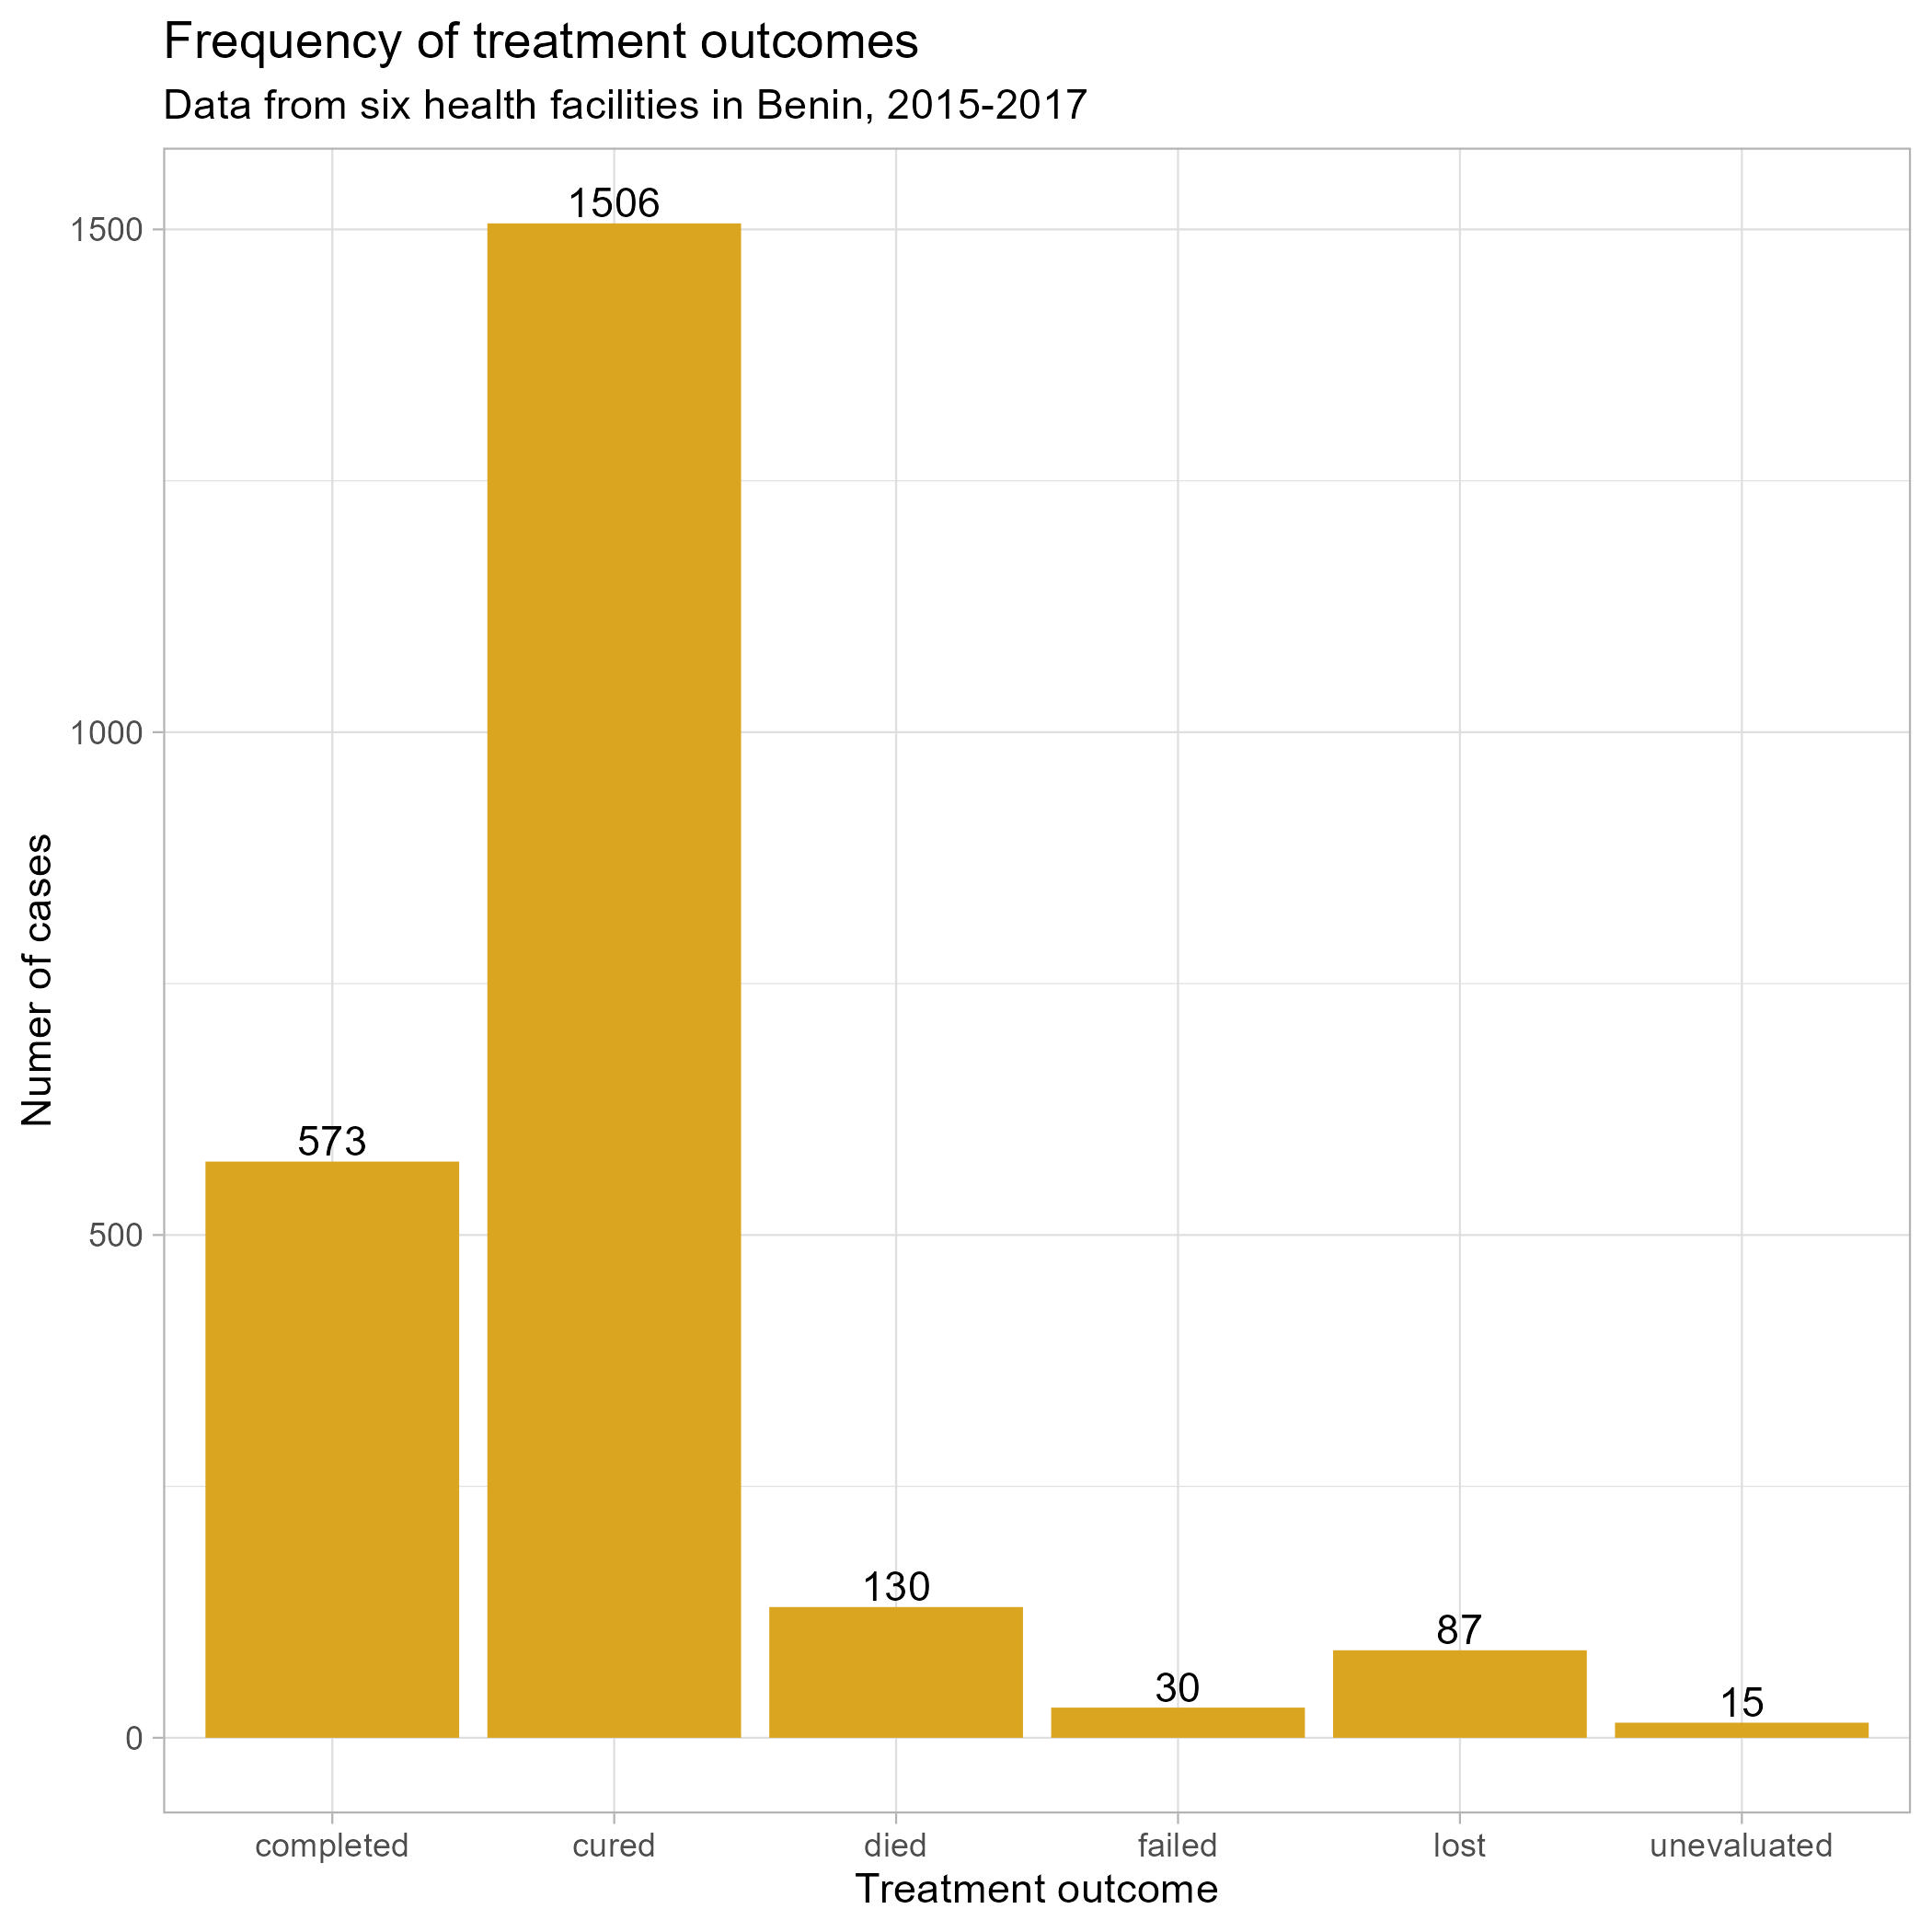 Frequency of treatment outcomes
Data from six health facilities in Benin, 2015-2017
Numer of cases
1500
1000
500
0
573
1506
130
30
87
15
completed
cured
died
failed
lost
unevaluated
Treatment outcome